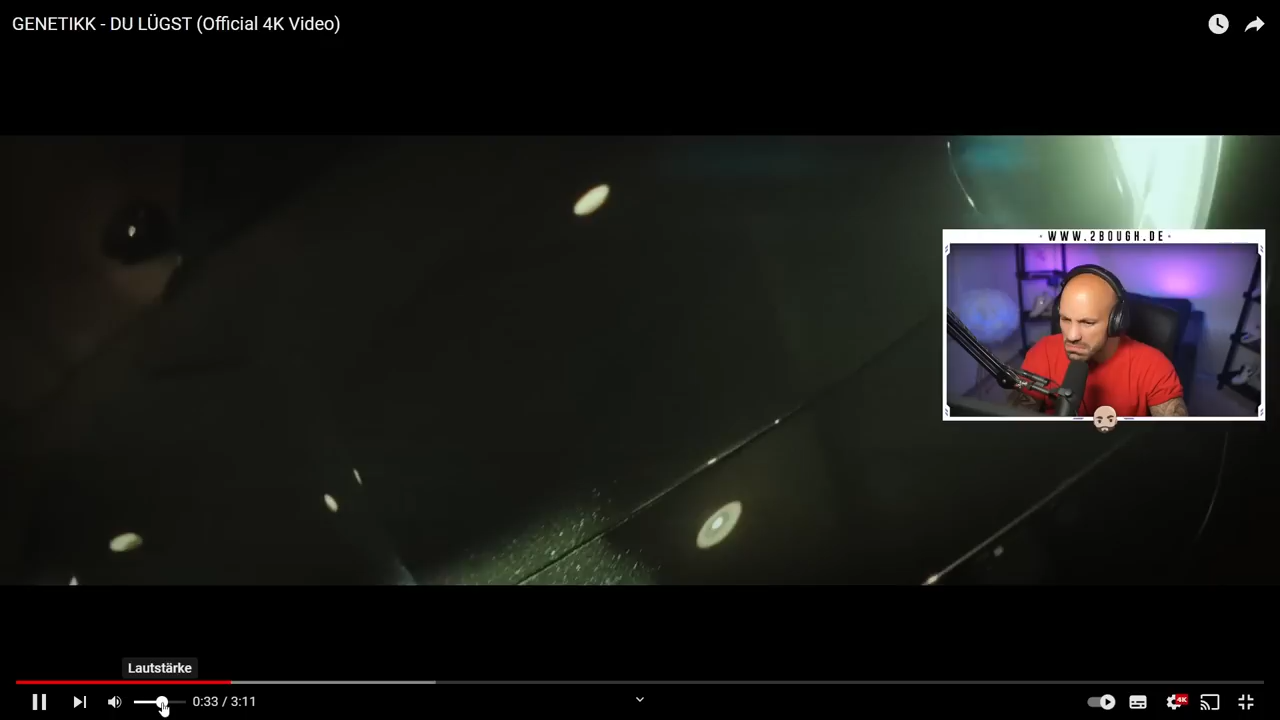 GENETIKK - DU LÜGST (Official 4K Video)
· WWW.2BOUGH.DE ·
Lautstärke
0:33 / 3:11
4K